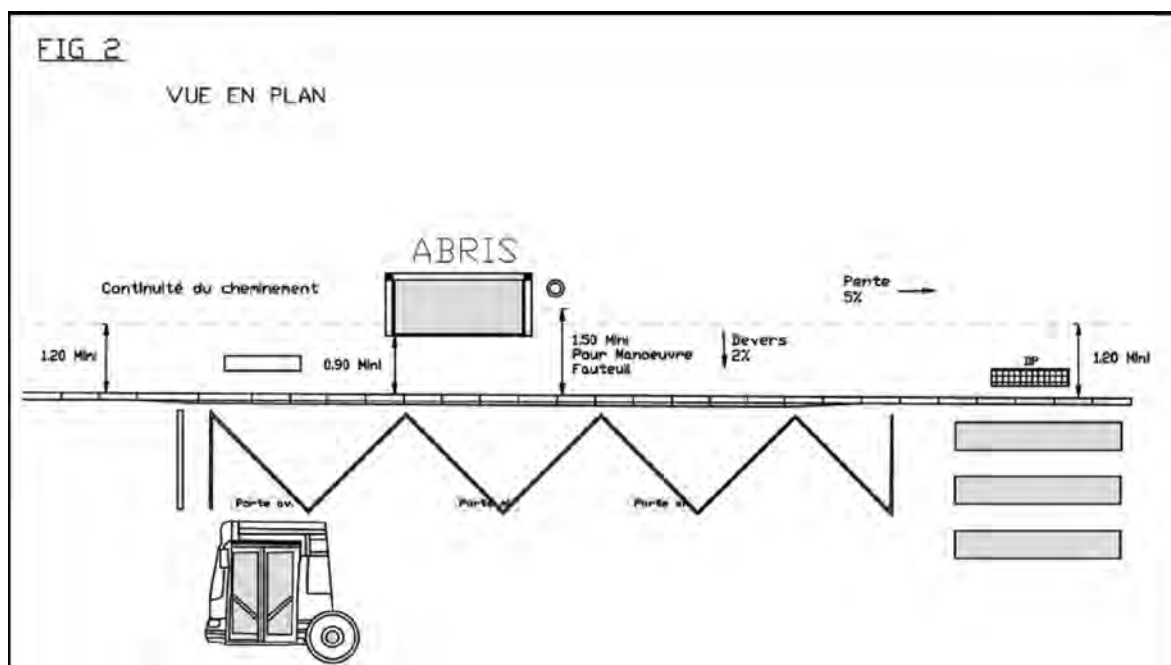 FIG 2
VUE EN PLAN
ABRIS
Continuité du cheminement
Pente
5%
1.20 Mini
0.90 Mini
1.50 Mini
Pour Manoeuvre
Fauteuil
Devers
2%
1.20 Mini
Porte av.
Porte
Porte